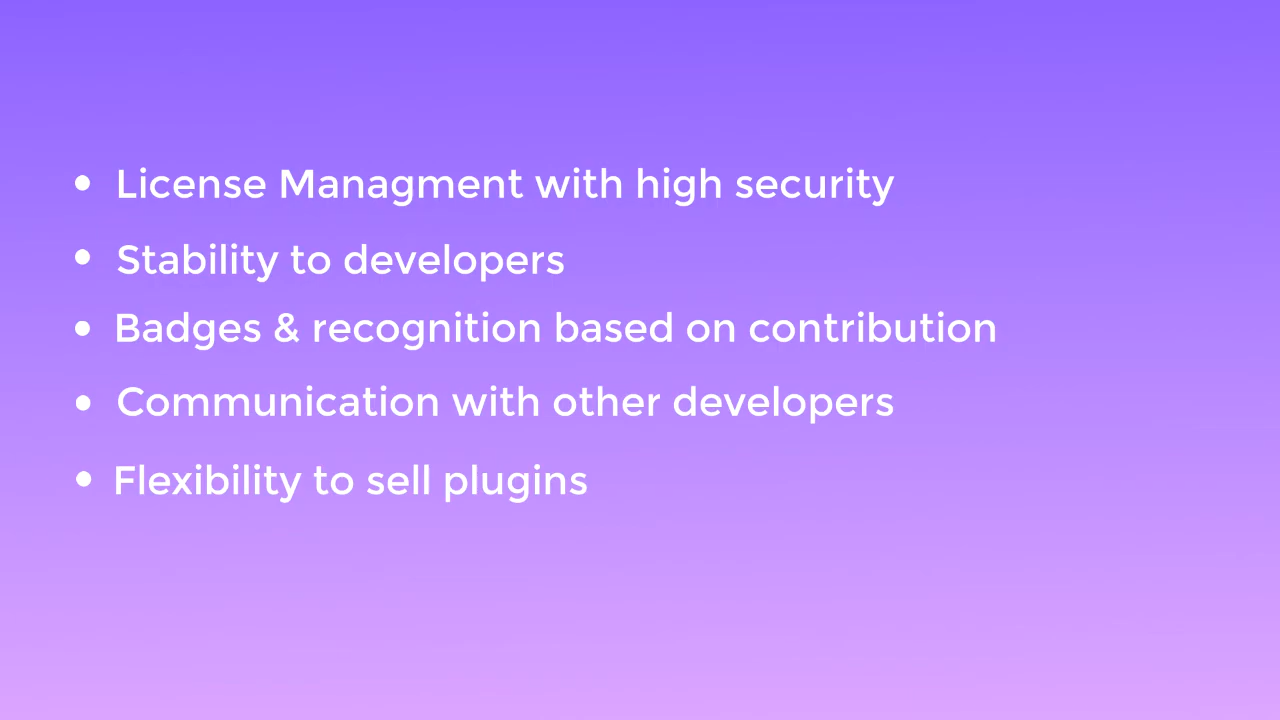 • License Managment with high security
• Stability to developers
• Badges & recognition based on contribution
• Communication with other developers
• Flexibility to sell plugins